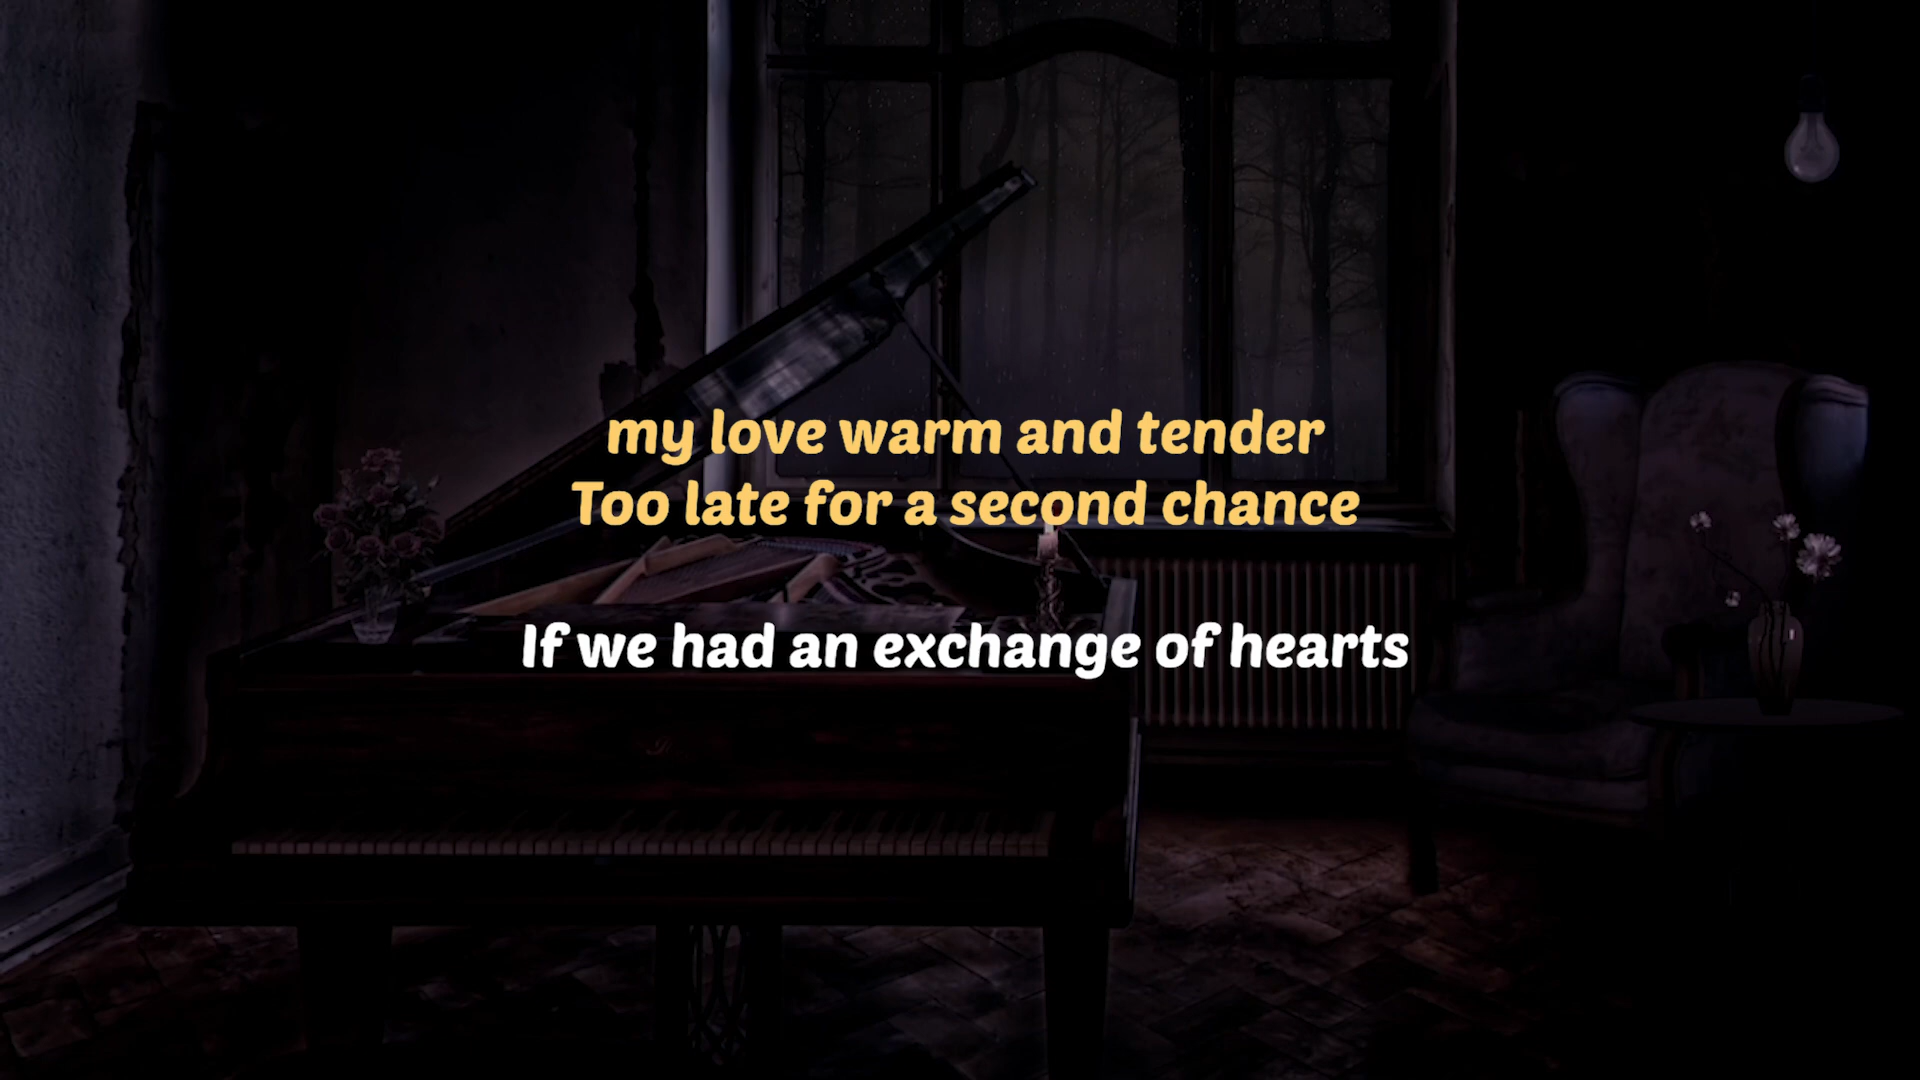 my love warm and tender
Too late for a second chance
If we had an exchange of hearts